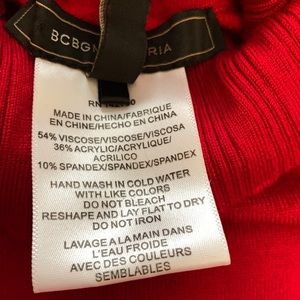 BCBGM RIA
RN
MADE IN CHINA/FABRIQUE
EN CHINE/HECHO EN CHINA
54% VISCOSE/VISCOSE/VISCOSA
36% ACRYLIC/ACRYLIC/
ACRILICO
10% SPANDEX/SPANDEX/SPANDEX
HAND WASH IN COLD WATER
WITH LIKE COLORS
DO NOT BLEACH
RESHAPE AND LAY FLAT TO DRY
DO NOT IRON
LAVAGE A LA MAIN DANS
L'EAU FROIDE
AVEC DES COULEURS
SEMBLABLES